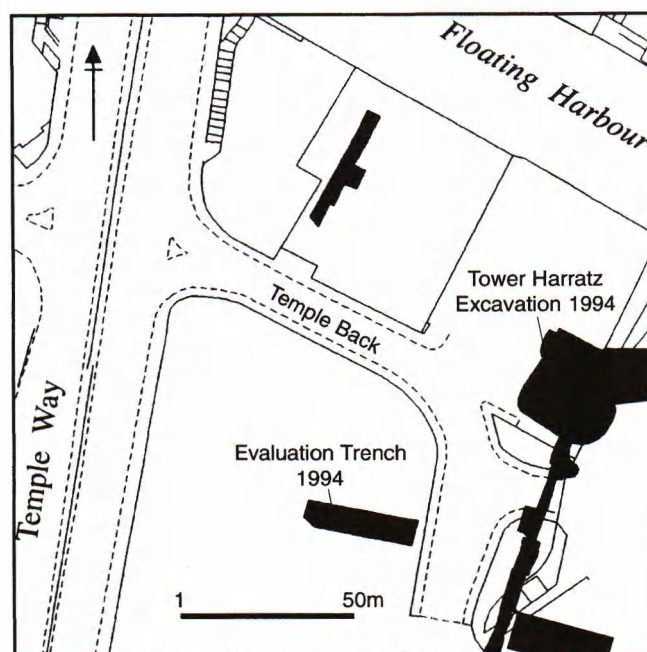 Floating Harbour
Tower Harratz
Excavation 1994
Temple Back
Temple Way
Evaluation Trench
1994
1 50m